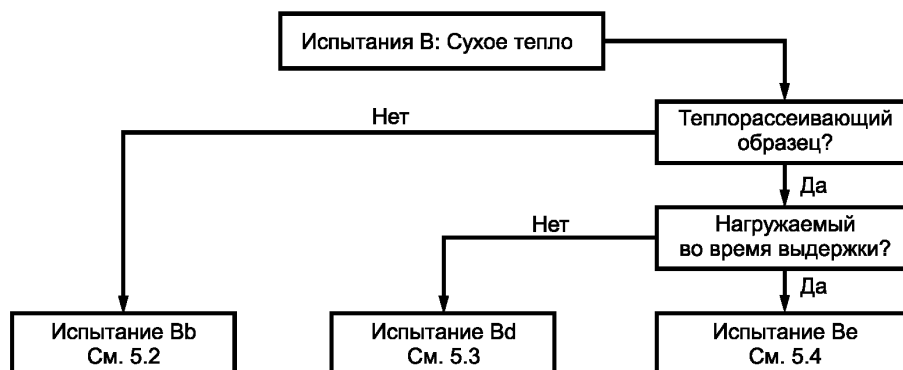 Испытания В: Сухое тепло
Нет
Теплорассеивающий
образец?
Да
Нет
Нагружаемый
во время выдержки?
Да
Испытание Bb
См. 5.2
Испытание Bd
См. 5.3
Испытание Be
См. 5.4